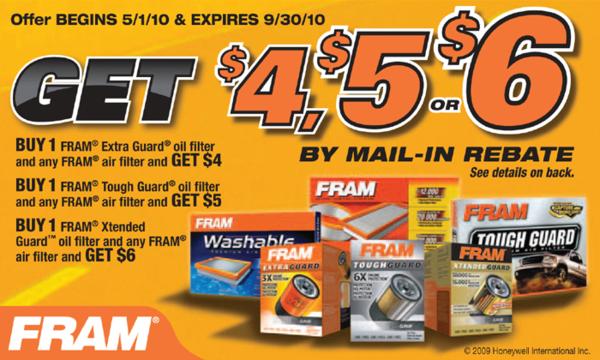 Offer BEGINS 5/1/10 & EXPIRES 9/30/10
GET $4, $5 OR $6
BY MAIL-IN REBATE
See details on back.
BUY 1 FRAM® Extra Guard® oil filter
and any FRAM® air filter and GET $4
BUY 1 FRAM® Tough Guard® oil filter
and any FRAM® air filter and GET $5
BUY 1 FRAM® Xtended
Guard™ oil filter and any FRAM®
air filter and GET $6
FRAM
12,000
FRAM
Washable
FRAM
TOUGH GUARD
FRAM
EXTRA GUARD
3X
FRAM
TOUGH GUARD
6X
FRAM
XTENDED GUARD
FRAM®
© 2009 Honeywell International Inc.